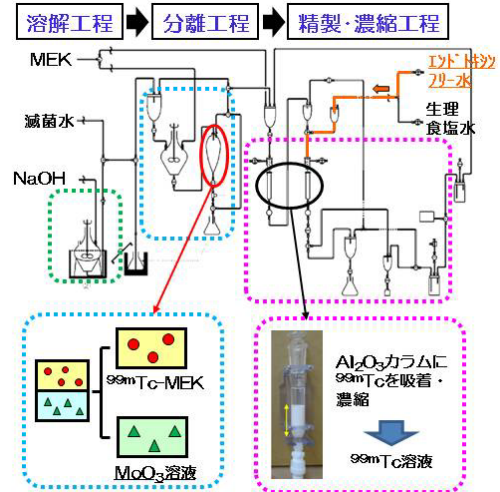 溶解工程 分離工程 精製・濃縮工程
MEK
エンドトキシン
フリー水
滅菌水
生理
食塩水
NaOH
99mTc-MEK
MoO3溶液
Al2O3カラムに
99mTcを吸着・
濃縮
99mTc溶液